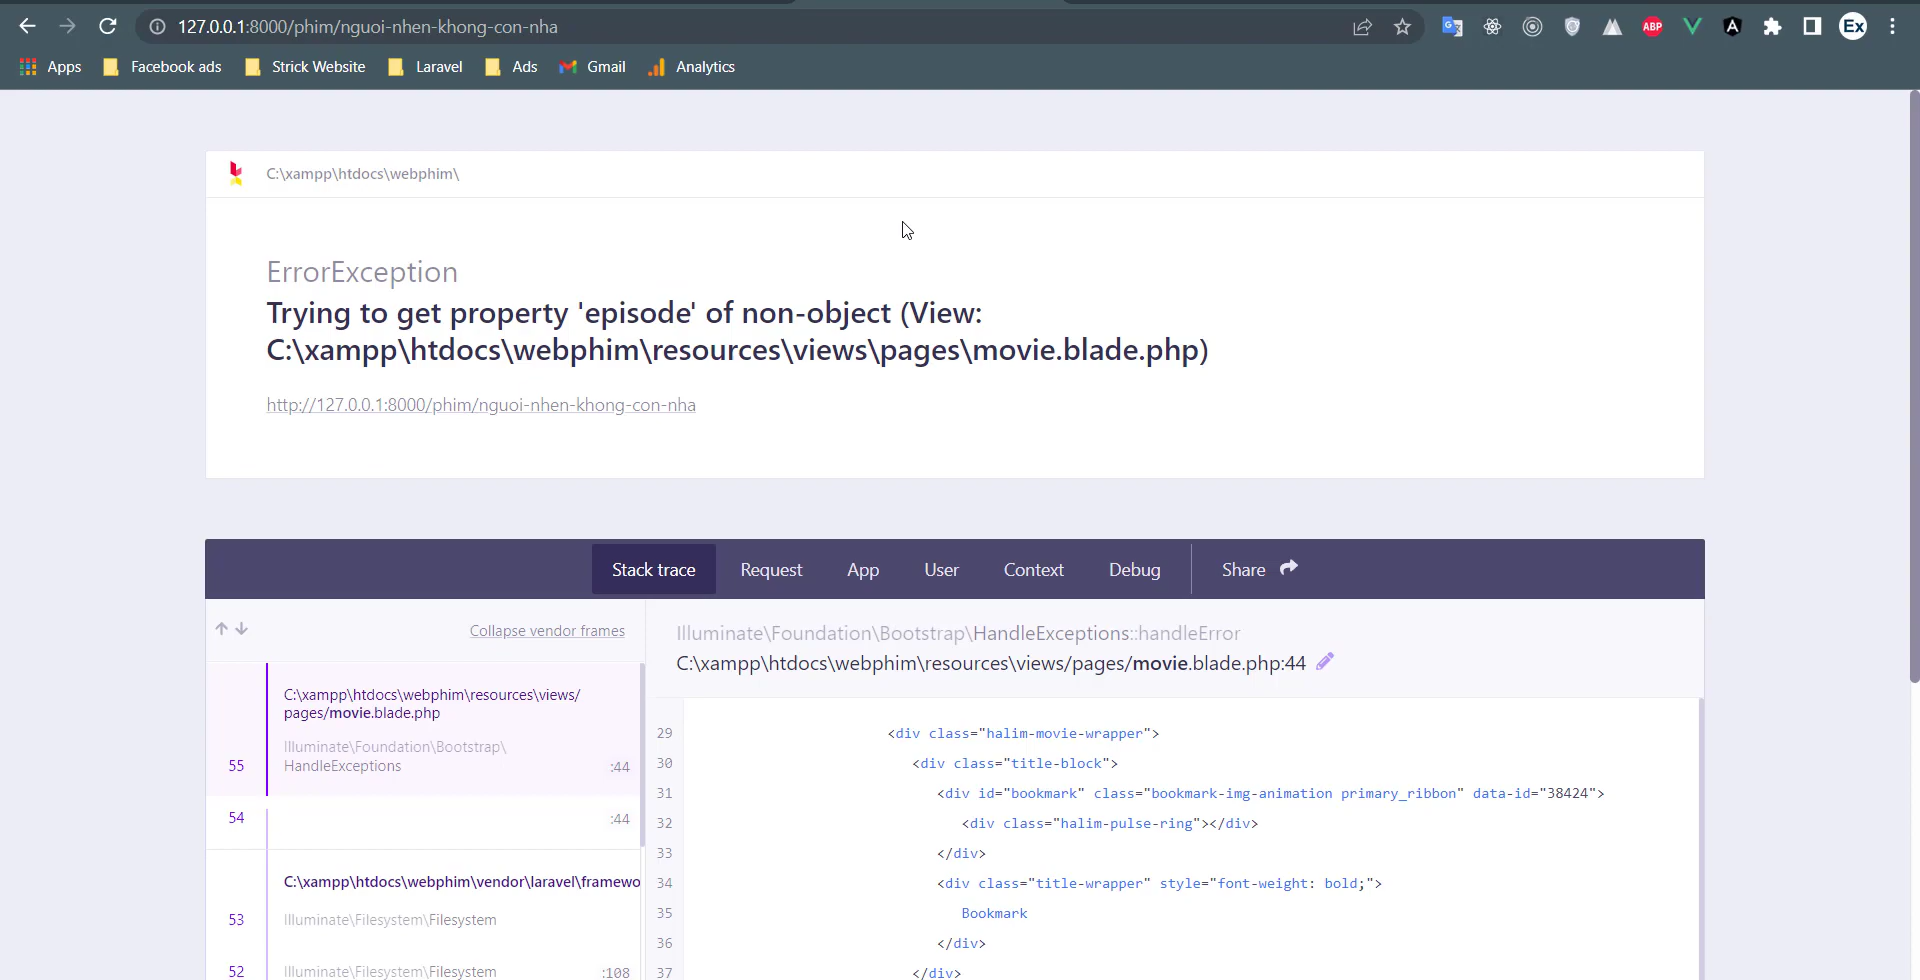 127.0.0.1:8000/phim/nguoi-nhen-khong-con-nha
ABP
A
Ex
Apps Facebook ads Strick Website Laravel Ads Gmail Analytics
C:\xampp\htdocs\webphim\
ErrorException
Trying to get property 'episode' of non-object (View:
C:\xampp\htdocs\webphim\resources\views\pages\movie.blade.php)
http://127.0.0.1:8000/phim/nguoi-nhen-khong-con-nha
Stack trace Request App User Context Debug Share
Collapse vendor frames
C:\xampp\htdocs\webphim\resources\views/
pages/movie.blade.php
Illuminate\Foundation\Bootstrap\
55 HandleExceptions :44
54 :44
C:\xampp\htdocs\webphim\vendor\laravel\framewo
53 Illuminate\Filesystem\Filesystem
52 Illuminate\Filesystem\Filesystem :108
Illuminate\Foundation\Bootstrap\HandleExceptions::handleError
C:\xampp\htdocs\webphim\resources\views/pages/movie.blade.php:44
29 <div class="halim-movie-wrapper">
30 <div class="title-block">
31 <div id="bookmark" class="bookmark-img-animation primary_ribbon" data-id="38424">
32 <div class="halim-pulse-ring"></div>
33 </div>
34 <div class="title-wrapper" style="font-weight: bold;">
35 Bookmark
36 </div>
37 </div>